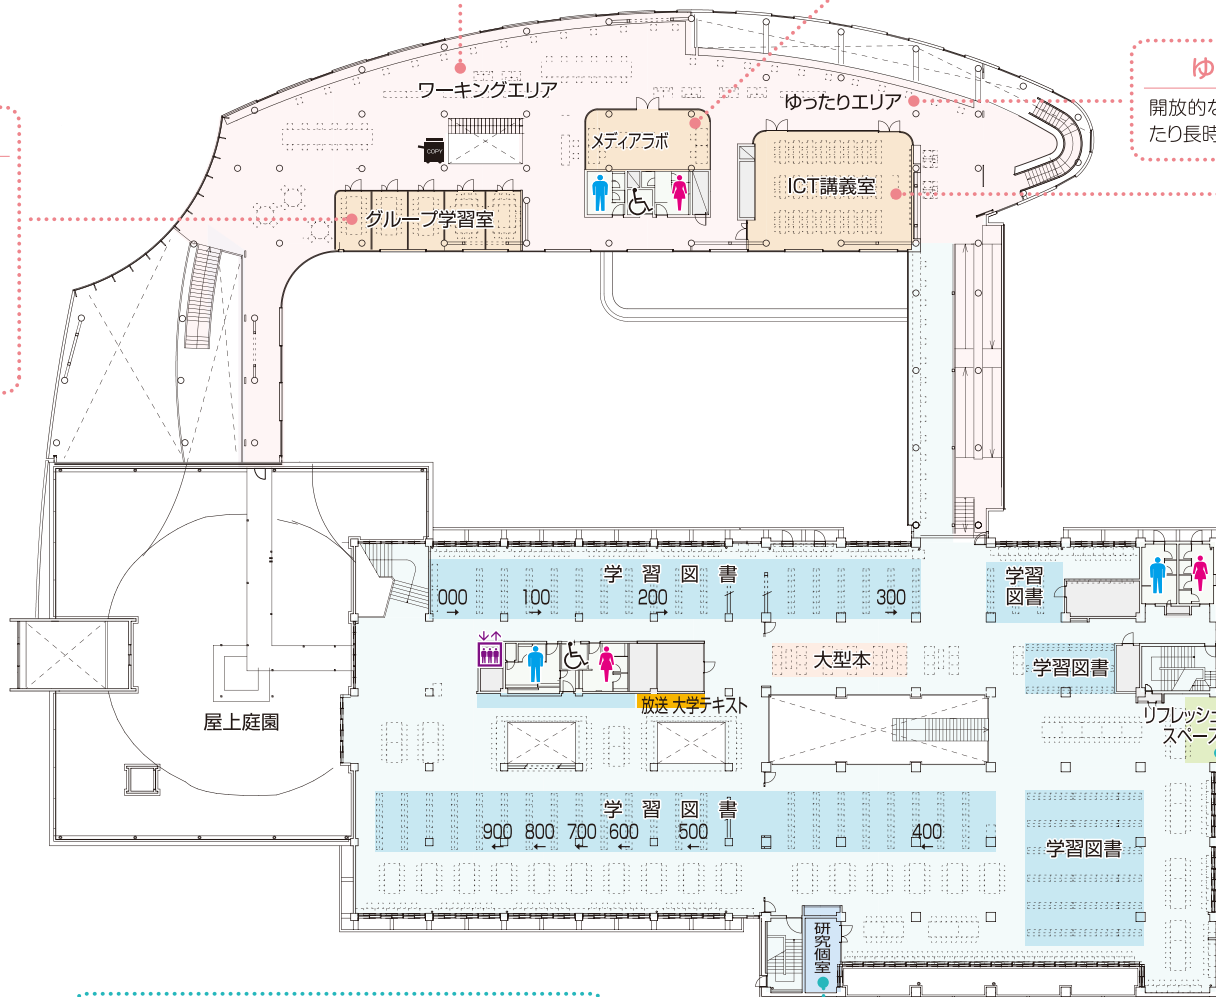 ワーキングエリア
ゆったりエリア
ゆ
開放的な
たり長時
メディアラボ
COPY
ICT講義室
グループ学習室
学習図書
000
100
200
300
学習
図書
大型本
学習図書
放送大学テキスト
屋上庭園
リフレッシュ
スペース
学習図書
900
800
700
600
500
400
学習図書
研究個室